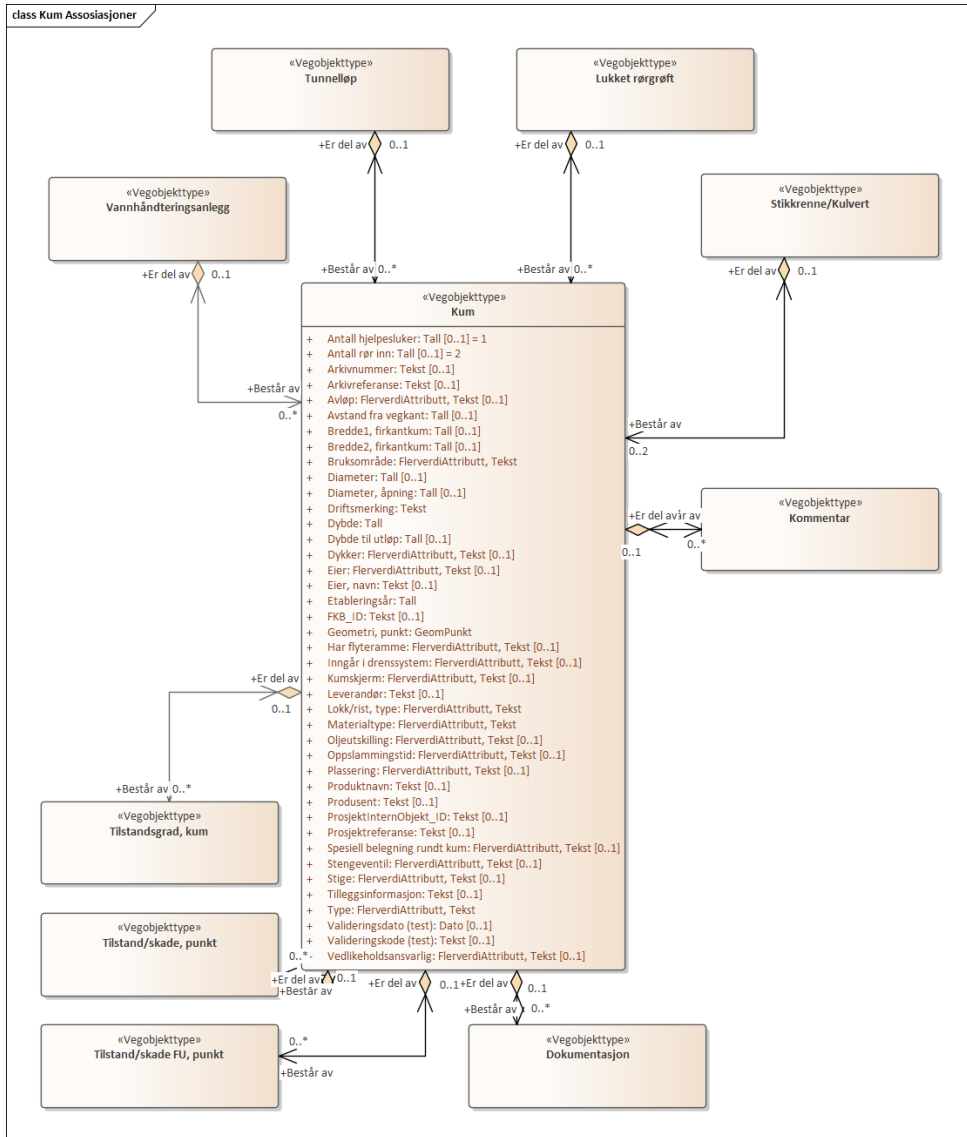 class Kum Assosiasjoner
«Vegobjekttype»
Tunnelløp
«Vegobjekttype»
Lukket rørgrøft
+Er del av 0..1
+Er del av 0..1
«Vegobjekttype»
Vannhåndteringsanlegg
«Vegobjekttype»
Stikkrenne/Kulvert
+Er del av 0..1
+Er del av 0..1
+Består av 0..*
+Består av 0..*
«Vegobjekttype»
Kum
+ Antall hjelpesluker: Tall [0..1] = 1
+ Antall rør inn: Tall [0..1] = 2
+ Arkivnummer: Tekst [0..1]
+ Arkivreferanse: Tekst [0..1]
+ Avløp: FlerverdiAttributt, Tekst [0..1]
+ Avstand fra vegkant: Tall [0..1]
+ Bredde1, firkantkum: Tall [0..1]
+ Bredde2, firkantkum: Tall [0..1]
+ Bruksområde: FlerverdiAttributt, Tekst
+ Diameter: Tall [0..1]
+ Diameter, åpning: Tall [0..1]
+ Driftsmerking: Tekst
+ Dybde: Tall
+ Dybde til utløp: Tall [0..1]
+ Dykker: FlerverdiAttributt, Tekst [0..1]
+ Eier: FlerverdiAttributt, Tekst [0..1]
+ Eier, navn: Tekst [0..1]
+ Etableringsår: Tall
+ FKB_ID: Tekst [0..1]
+ Geometri, punkt: GeomPunkt
+ Har flyteramme: FlerverdiAttributt, Tekst [0..1]
+ Inngår i drenssystem: FlerverdiAttributt, Tekst [0..1]
+ Kumskjerm: FlerverdiAttributt, Tekst [0..1]
+ Leverandør: Tekst [0..1]
+ Lokk/rist, type: FlerverdiAttributt, Tekst
+ Materialtype: FlerverdiAttributt, Tekst
+ Oljeutskilling: FlerverdiAttributt, Tekst [0..1]
+ Oppslammingstid: FlerverdiAttributt, Tekst [0..1]
+ Plassering: FlerverdiAttributt, Tekst [0..1]
+ Produktnavn: Tekst [0..1]
+ Produsent: Tekst [0..1]
+ ProsjektInternObjekt_ID: Tekst [0..1]
+ Prosjektreferanse: Tekst [0..1]
+ Spesiell belegning rundt kum: FlerverdiAttributt, Tekst [0..1]
+ Stengeventil: FlerverdiAttributt, Tekst [0..1]
+ Stige: FlerverdiAttributt, Tekst [0..1]
+ Tilleggsinformasjon: Tekst [0..1]
+ Type: FlerverdiAttributt, Tekst
+ Valideringsdato (test): Dato [0..1]
+ Valideringskode (test): Tekst [0..1]
Vedlikeholdsansvarlig: FlerverdiAttributt, Tekst [0..1]
+Består av
0..*
+Består av
0..2
+Er del av
0..1
0..*
«Vegobjekttype»
Kommentar
+Er del av
0..1
+Består av 0..*
«Vegobjekttype»
Tilstandsgrad, kum
«Vegobjekttype»
Tilstand/skade, punkt
0..*
+Er del av 0..1
+Består av
+Er del av 0..1
+Er del av 0..1
«Vegobjekttype»
Tilstand/skade FU, punkt
0..*
+Består av
+Består av 0..*
«Vegobjekttype»
Dokumentasjon